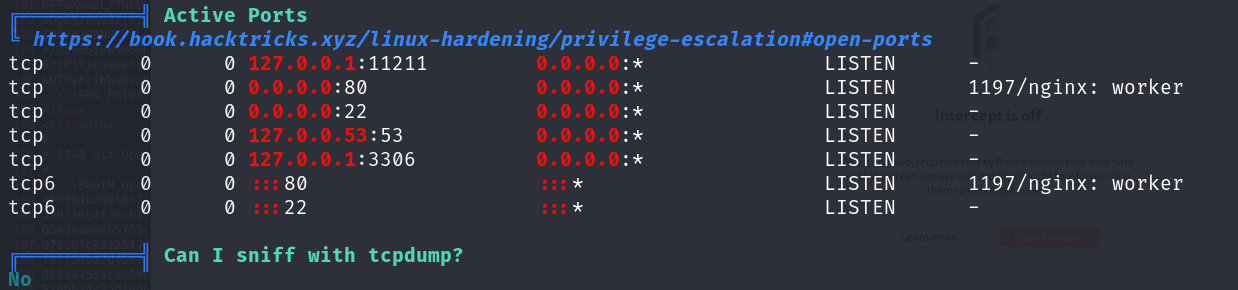 Active Ports
https://book.hacktricks.xyz/linux-hardening/privilege-escalation#open-ports
tcp 0 0 127.0.0.1:11211 0.0.0.0:* LISTEN -
tcp 0 0 0.0.0.0:80 0.0.0.0:* LISTEN 1197/nginx: worker
tcp 0 0 0.0.0.0:22 0.0.0.0:* LISTEN -
tcp 0 0 127.0.0.53:53 0.0.0.0:* LISTEN -
tcp 0 0 127.0.0.1:3306 0.0.0.0:* LISTEN -
tcp6 0 0 :::80 :::* LISTEN 1197/nginx: worker
tcp6 0 0 :::22 :::* LISTEN -
Can I sniff with tcpdump?
No
Intercept is off
Learn more